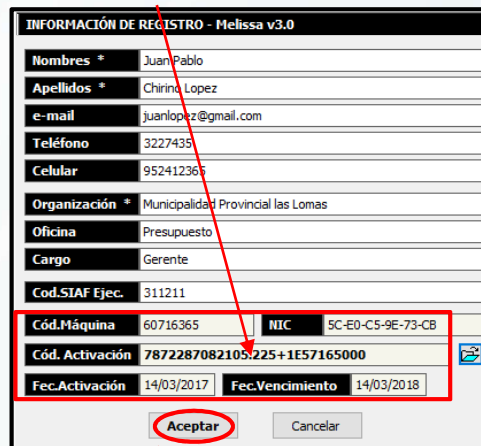 INFORMACIÓN DE REGISTRO - Melissa v3.0
Nombres * Juan Pablo
Apellidos * Chirino Lopez
e-mail juanlopez@gmail.com
Teléfono 3227435
Celular 952412365
Organización * Municipalidad Provincial las Lomas
Oficina Presupuesto
Cargo Gerente
Cod.SIAF Ejec. 311211
Cód.Máquina 60716365 NIC 5C-E0-C5-9E-73-CB
Cód. Activación 7872287082105.225+1E57165000
Fec.Activación 14/03/2017 Fec.Vencimiento 14/03/2018
Aceptar Cancelar